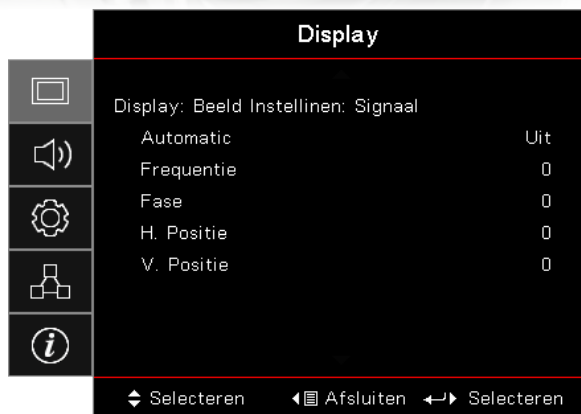 Display
Display: Beeld Instellinen: Signaal
Automatic Uit
Frequentie 0
Fase 0
H. Positie 0
V. Positie 0
Selecteren Afsluiten Selecteren